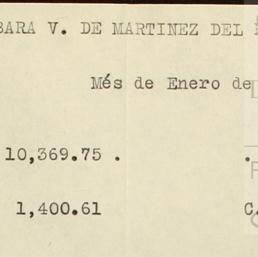 BARA V. DE MARTINEZ DEL
Més de Enero de
10,369.75 .
1,400.61 C.